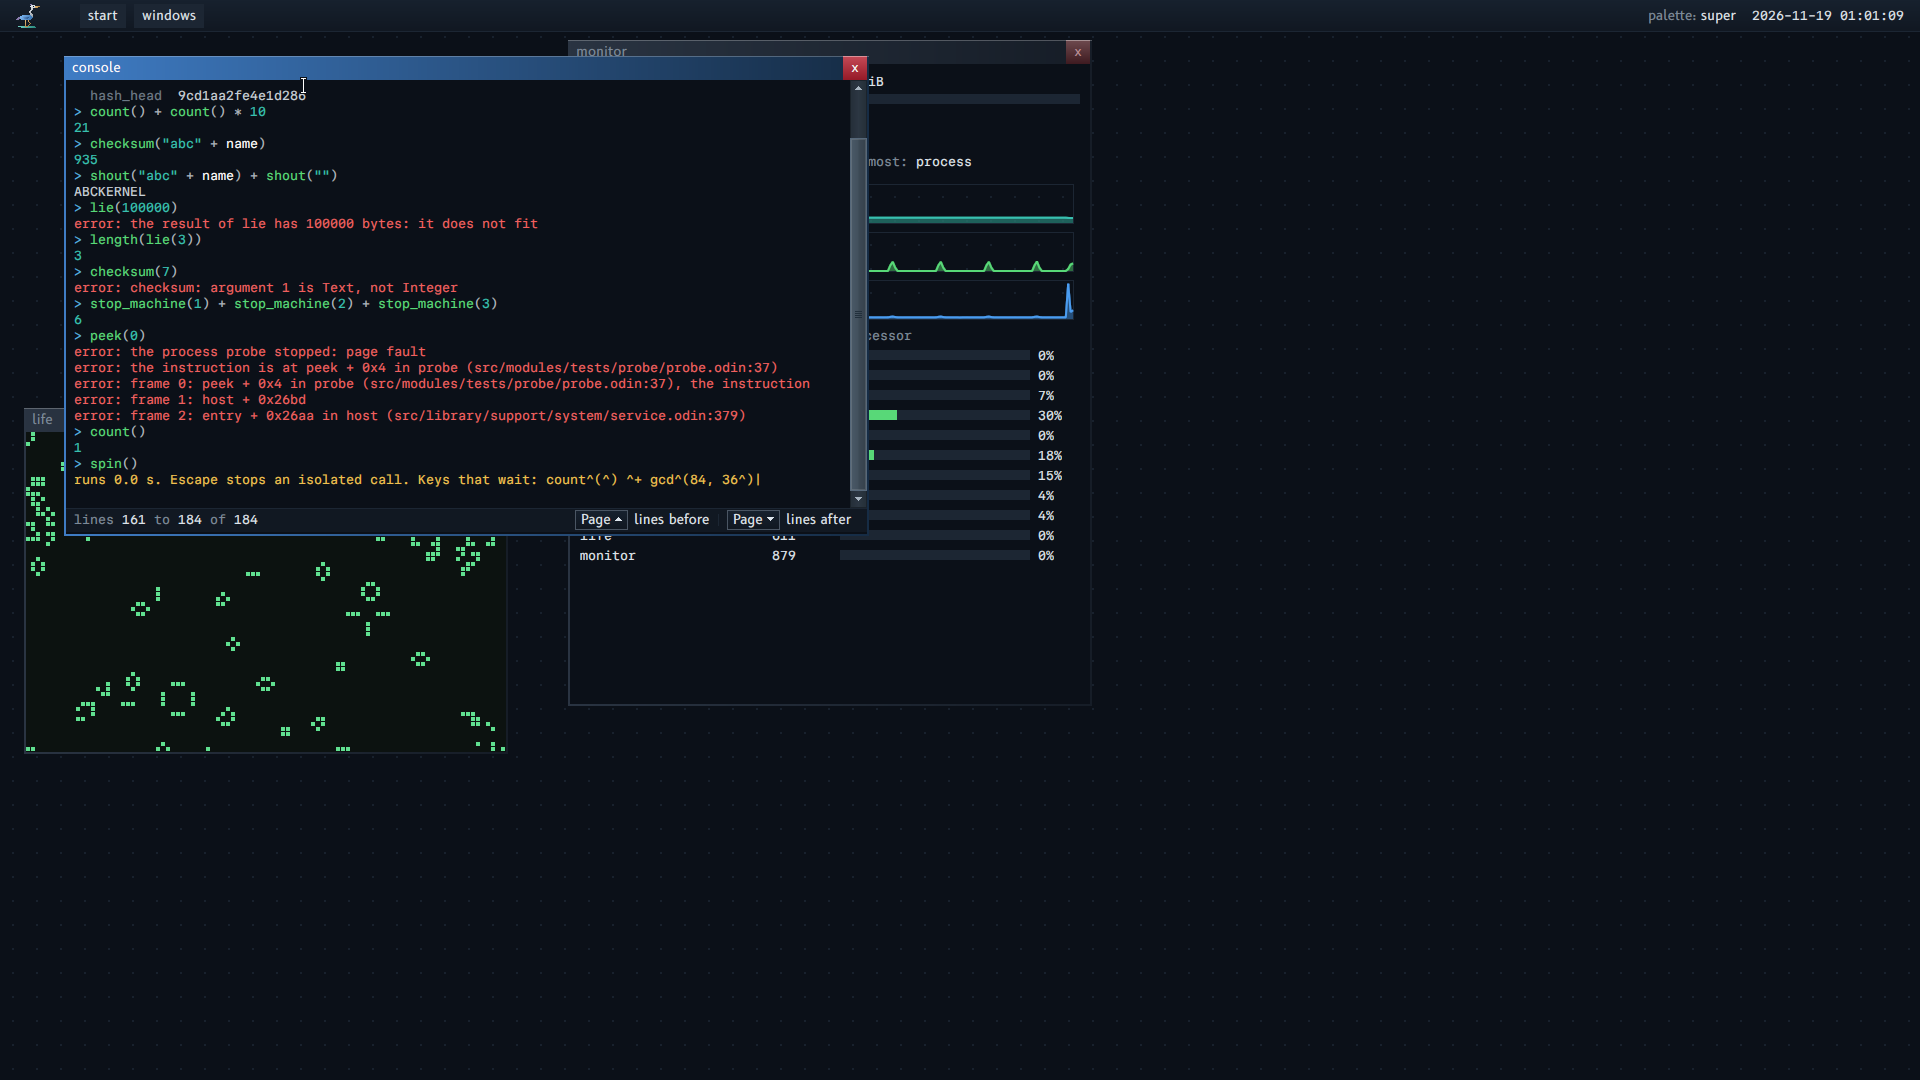 start windows palette: super 2026-11-19 01:01:09
monitor x
console x
iB
hash_head 9cd1aa2fe4e1d286
> count() + count() * 10
21
> checksum("abc" + name)
935
most: process
> shout("abc" + name) + shout("")
ABCKERNEL
> lie(100000)
error: the result of lie has 100000 bytes: it does not fit
> length(lie(3))
3
> checksum(7)
error: checksum: argument 1 is Text, not Integer
> stop_machine(1) + stop_machine(2) + stop_machine(3)
6
> peek(0)
cessor
error: the process probe stopped: page fault
0%
error: the instruction is at peek + 0x4 in probe (src/modules/tests/probe/probe.odin:37)
0%
error: frame 0: peek + 0x4 in probe (src/modules/tests/probe/probe.odin:37), the instruction
7%
error: frame 1: host + 0x26bd
30%
error: frame 2: entry + 0x26aa in host (src/library/support/system/service.odin:379)
life
> count()
0%
1
18%
> spin()
15%
runs 0.0 s. Escape stops an isolated call. Keys that wait: count^(^) ^+ gcd^(84, 36^)|
4%
lines 161 to 184 of 184 Page lines before Page lines after
4%
life 611 0%
monitor 879 0%